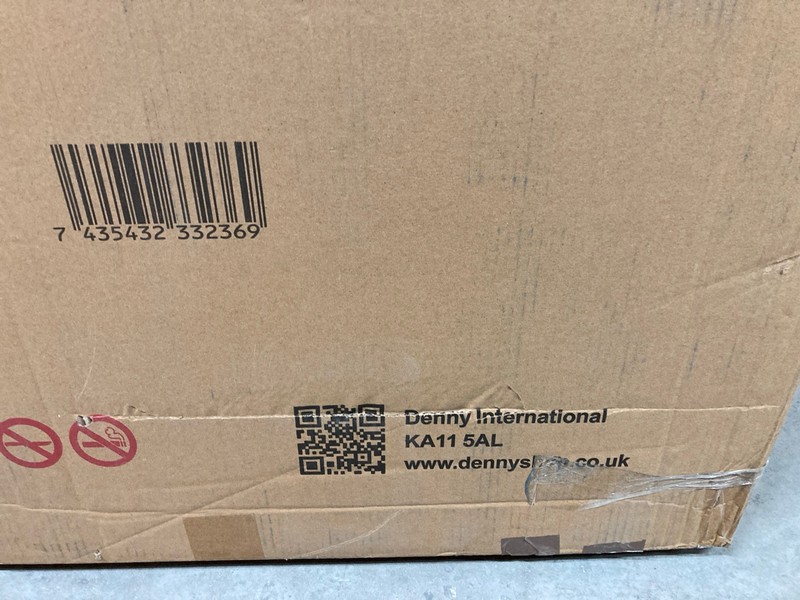 7 435432 332369
Denny International
KA11 5AL
www.dennyshop.co.uk